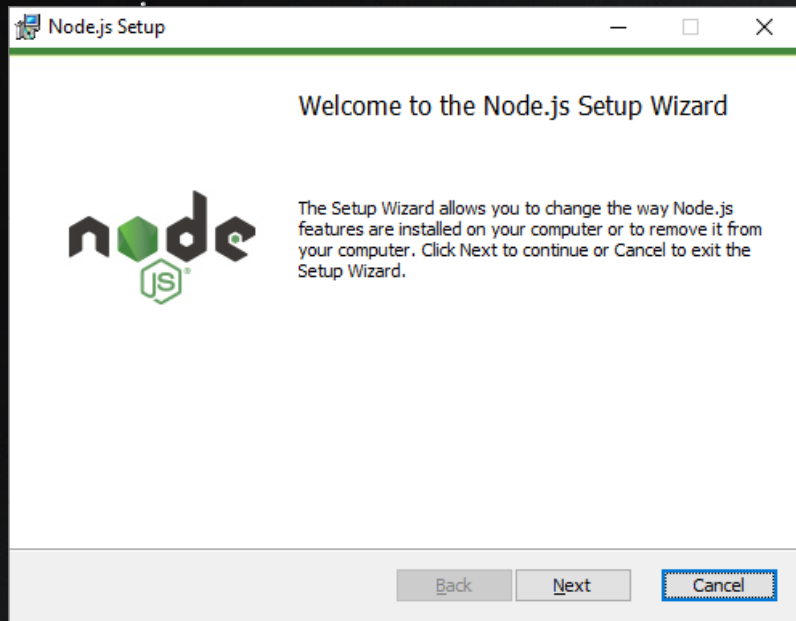 Node.js Setup
Welcome to the Node.js Setup Wizard
The Setup Wizard allows you to change the way Node.js
features are installed on your computer or to remove it from
your computer. Click Next to continue or Cancel to exit the
Setup Wizard.
node
JS®
Back Next Cancel